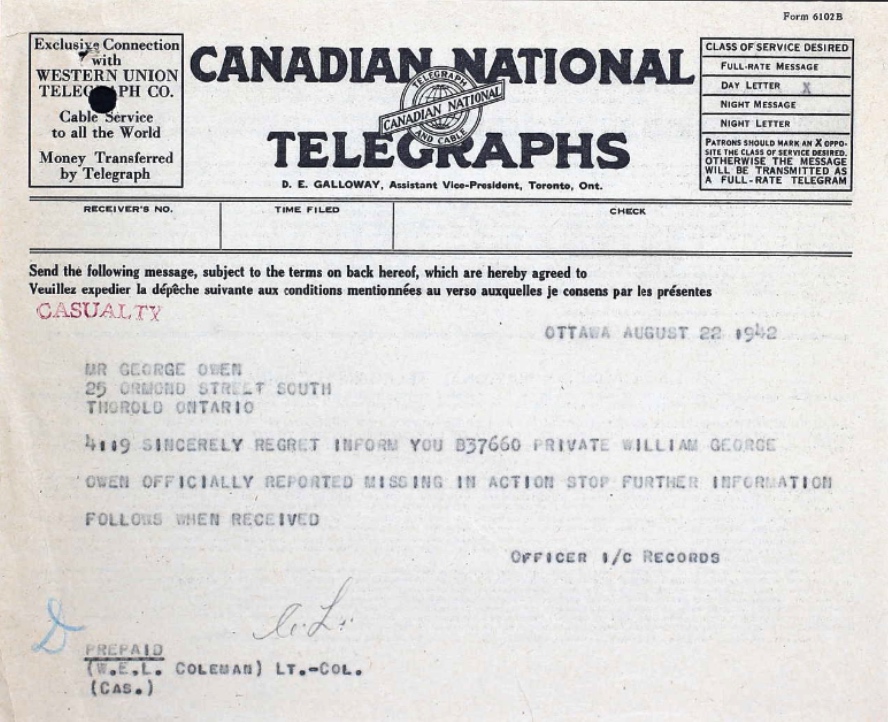 Form 6102B
Exclusive Connection
with
WESTERN UNION
TELEGRAPH CO.
Cable Service
to all the World
Money Transferred
by Telegraph
CANADIAN NATIONAL
TELEGRAPHS
TELEGRAPH
CANADIAN NATIONAL
AND CABLE
D. E. GALLOWAY, Assistant Vice-President, Toronto, Ont.
CLASS OF SERVICE DESIRED
FULL-RATE MESSAGE
DAY LETTER X
NIGHT MESSAGE
NIGHT LETTER
PATRONS SHOULD MARK AN X OPPO-
SITE THE CLASS OF SERVICE DESIRED.
OTHERWISE THE MESSAGE
WILL BE TRANSMITTED AS
A FULL-RATE TELEGRAM
RECEIVER'S NO. TIME FILED CHECK
Send the following message, subject to the terms on back hereof, which are hereby agreed to
Veuillez expedier la dépêche suivante aux conditions mentionnées au verso auxquelles je consens par les présentes
CASUALTY
OTTAWA AUGUST 22 1942
MR GEORGE OWEN
25 ORMOND STREET SOUTH
THOROLD ONTARIO
4119 SINCERELY REGRET INFORM YOU B37660 PRIVATE WILLIAM GEORGE
OWEN OFFICIALLY REPORTED MISSING IN ACTION STOP FURTHER INFORMATION
FOLLOWS WHEN RECEIVED
OFFICER I/C RECORDS
D
PREPAID
(W.E.L. COLEMAN) LT.-COL.
(CAS.)